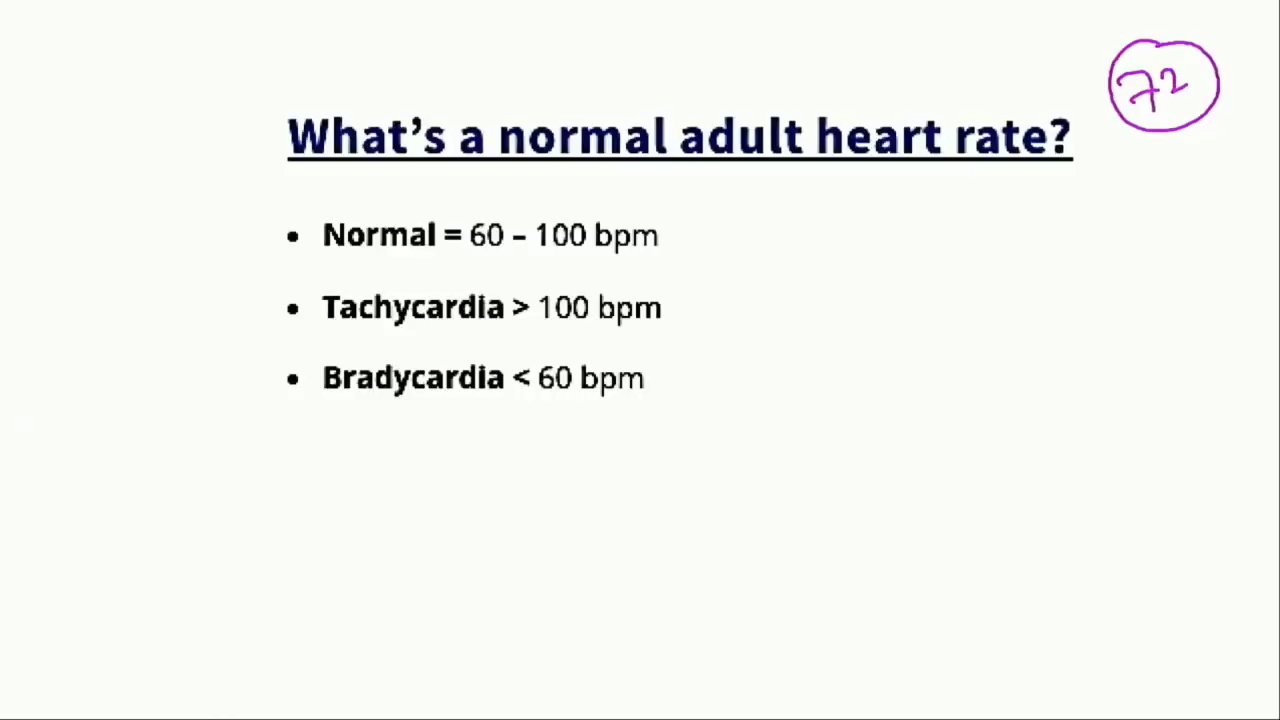 72
What's a normal adult heart rate?
• Normal = 60 – 100 bpm
• Tachycardia > 100 bpm
• Bradycardia < 60 bpm